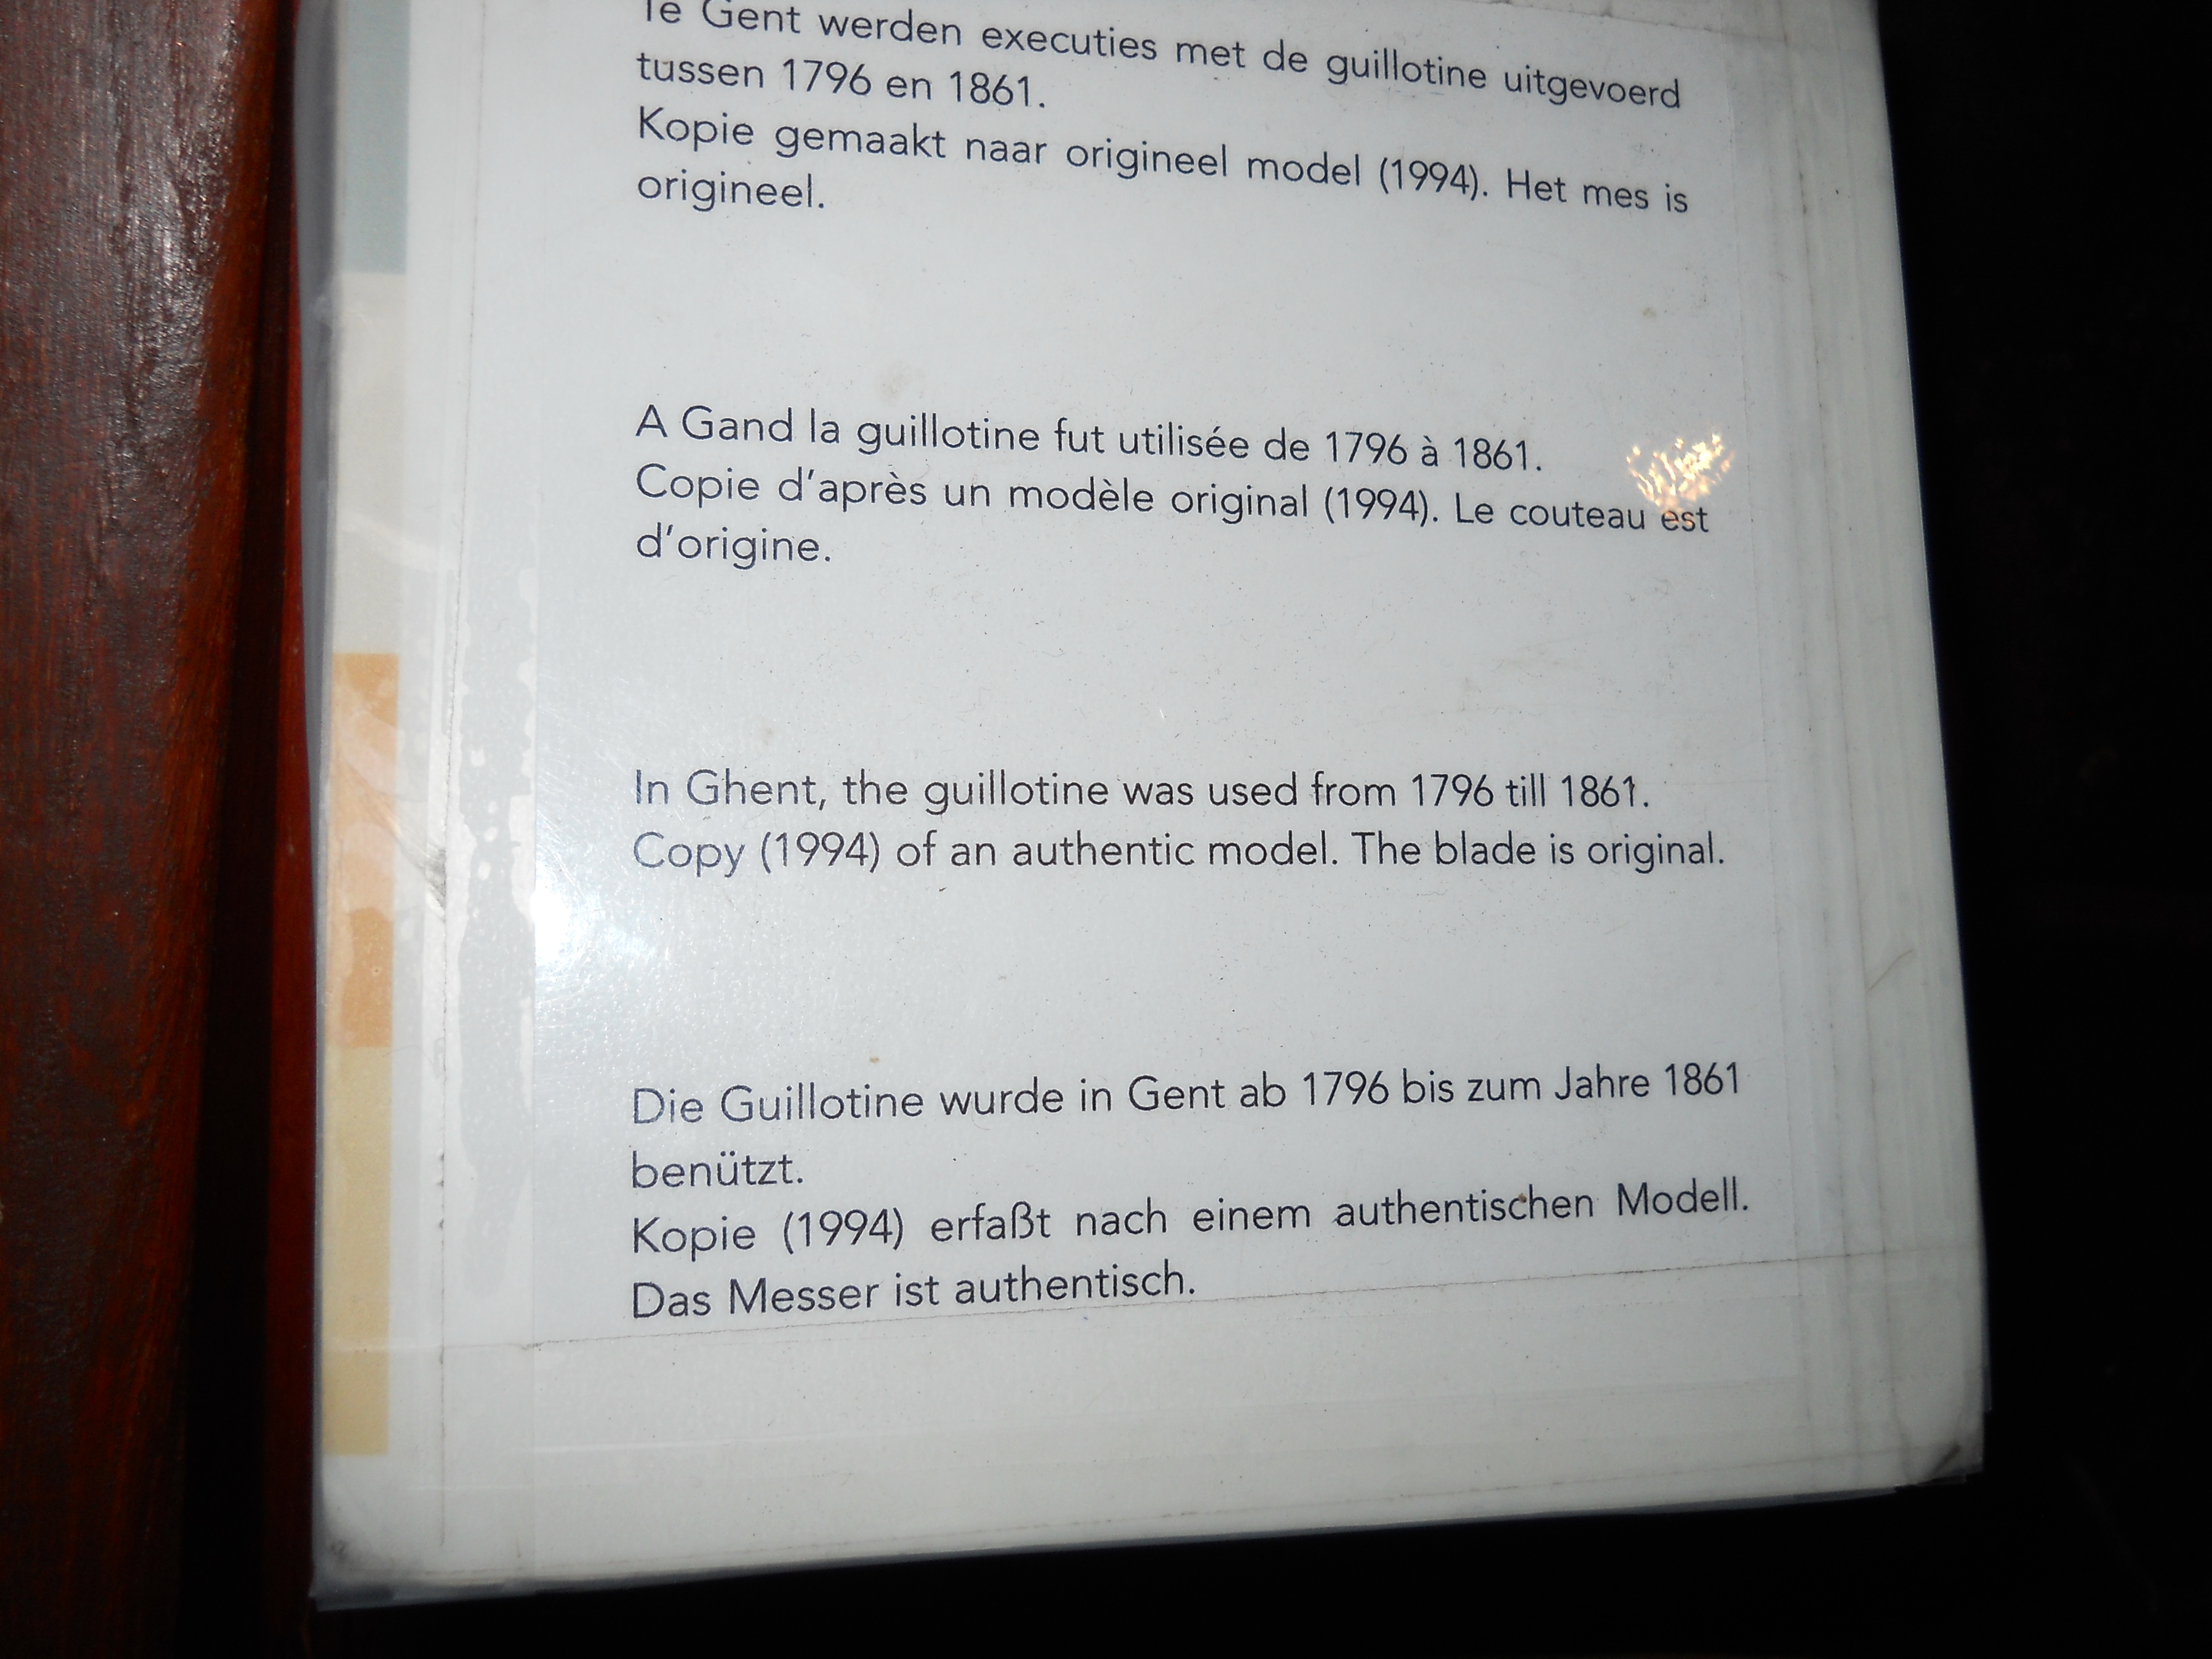 Te Gent werden executies met de guillotine uitgevoerd
tussen 1796 en 1861.
Kopie gemaakt naar origineel model (1994). Het mes is
origineel.
A Gand la guillotine fut utilisée de 1796 à 1861.
Copie d'après un modèle original (1994). Le couteau est
d'origine.
In Ghent, the guillotine was used from 1796 till 1861.
Copy (1994) of an authentic model. The blade is original.
Die Guillotine wurde in Gent ab 1796 bis zum Jahre 1861
benützt.
Kopie (1994) erfaßt nach einem authentischen Modell.
Das Messer ist authentisch.